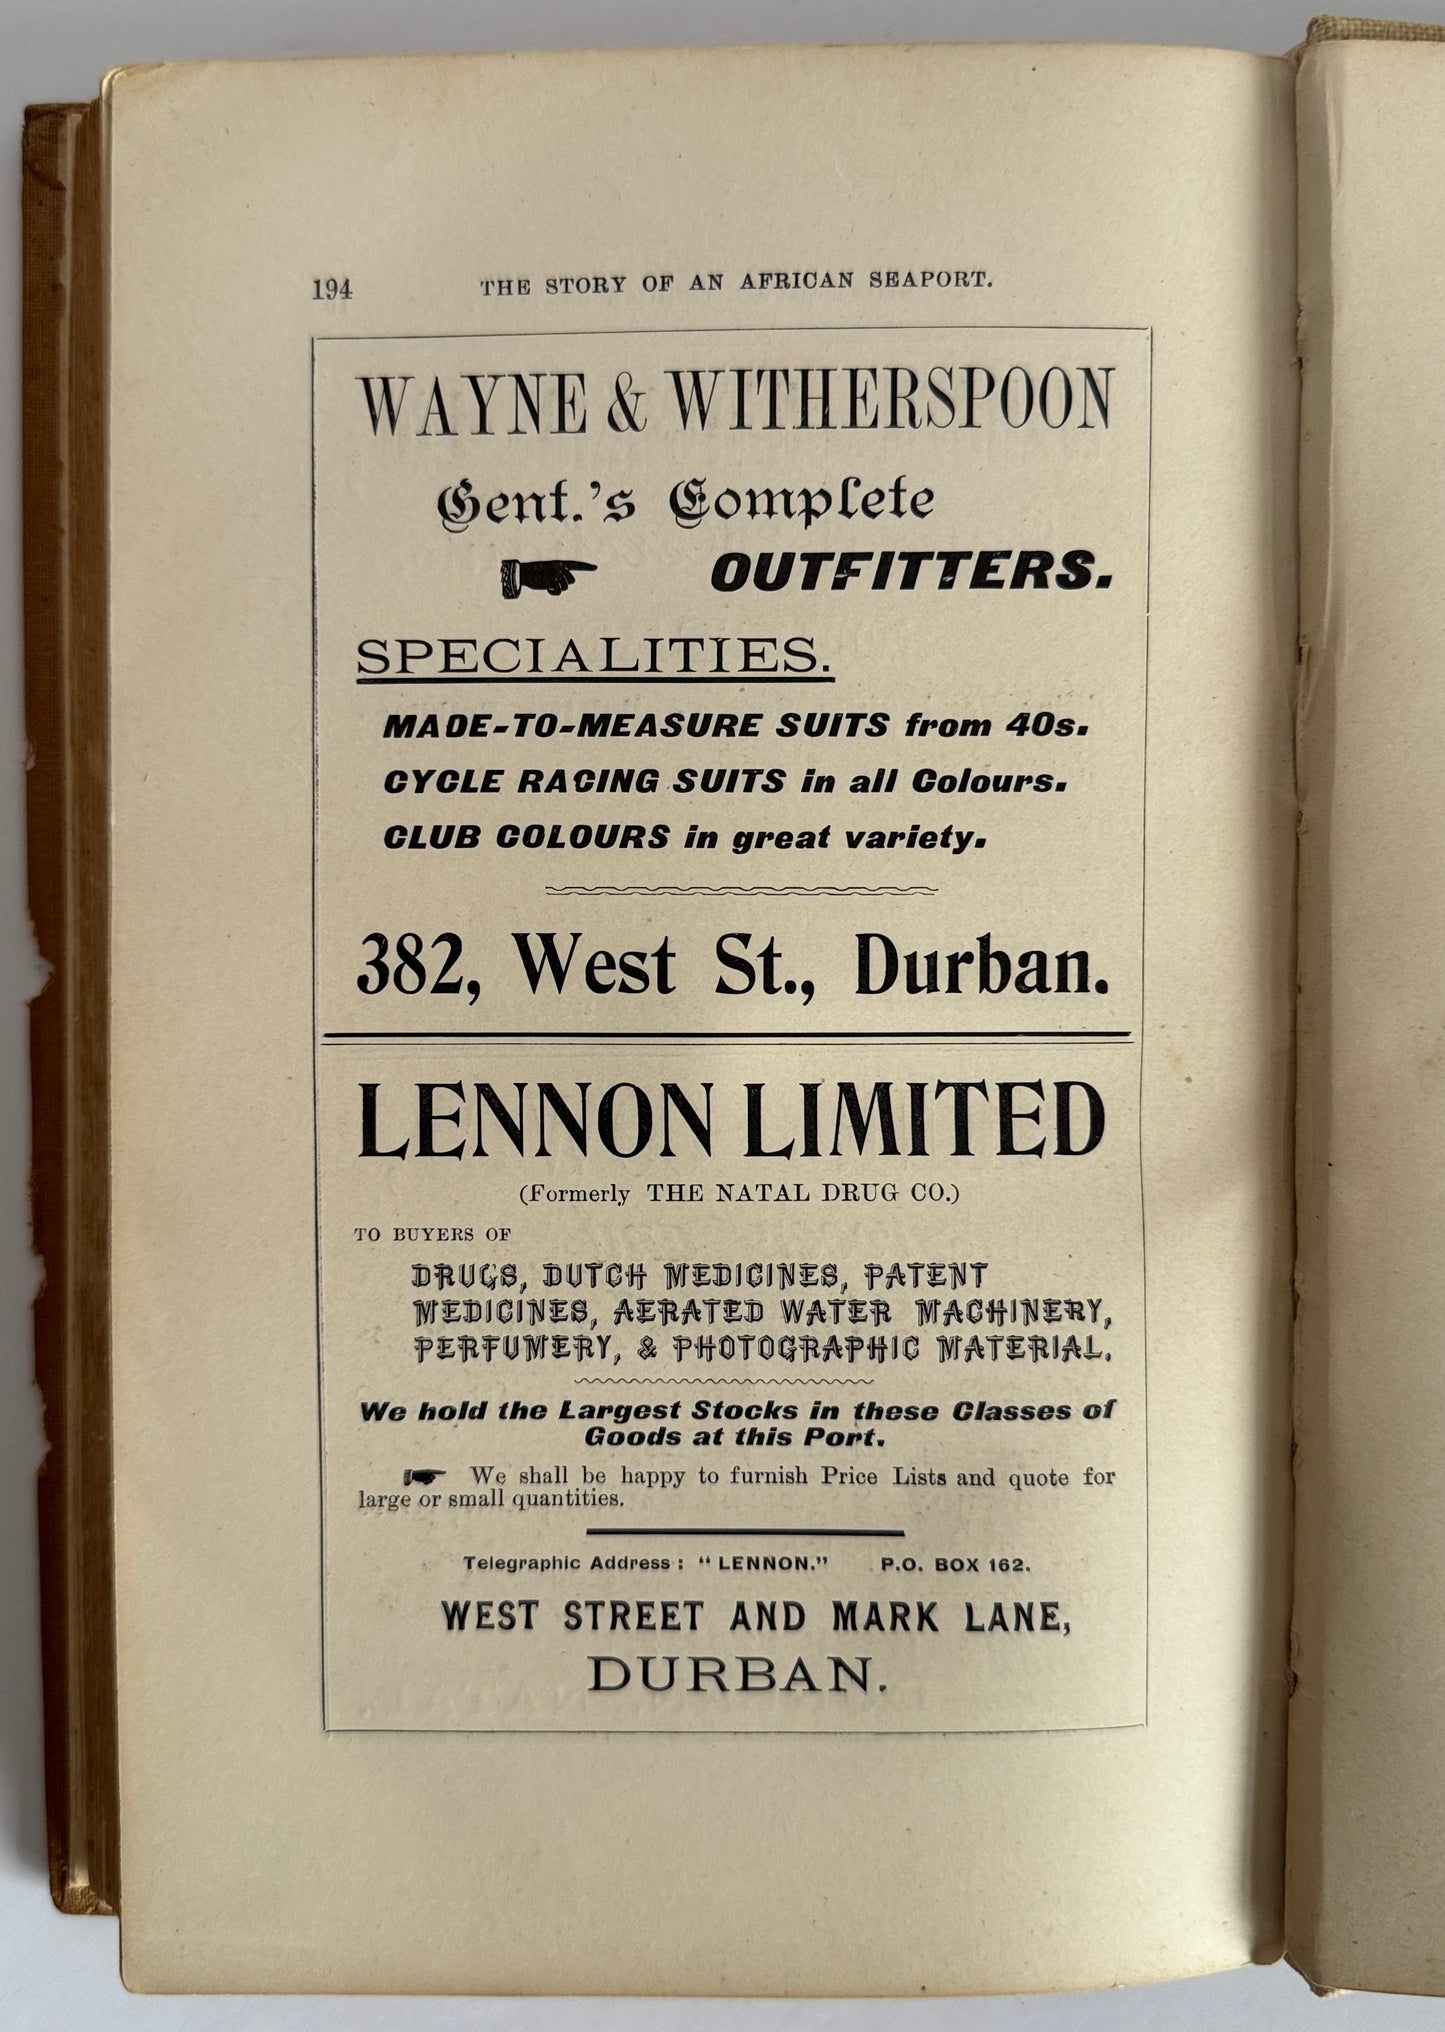 194 THE STORY OF AN AFRICAN SEAPORT.
WAYNE & WITHERSPOON
Gent.'s Complete
OUTFITTERS.
SPECIALITIES.
MADE-TO-MEASURE SUITS from 40s.
CYCLE RACING SUITS in all Colours.
CLUB COLOURS in great variety.
382, West St., Durban.
LENNON LIMITED
(Formerly THE NATAL DRUG CO.)
TO BUYERS OF
DRUGS, DUTCH MEDICINES, PATENT
MEDICINES, AERATED WATER MACHINERY,
PERFUMERY, & PHOTOGRAPHIC MATERIAL.
We hold the Largest Stocks in these Classes of
Goods at this Port.
We shall be happy to furnish Price Lists and quote for
large or small quantities.
Telegraphic Address: "LENNON." P.O. BOX 162.
WEST STREET AND MARK LANE,
DURBAN.